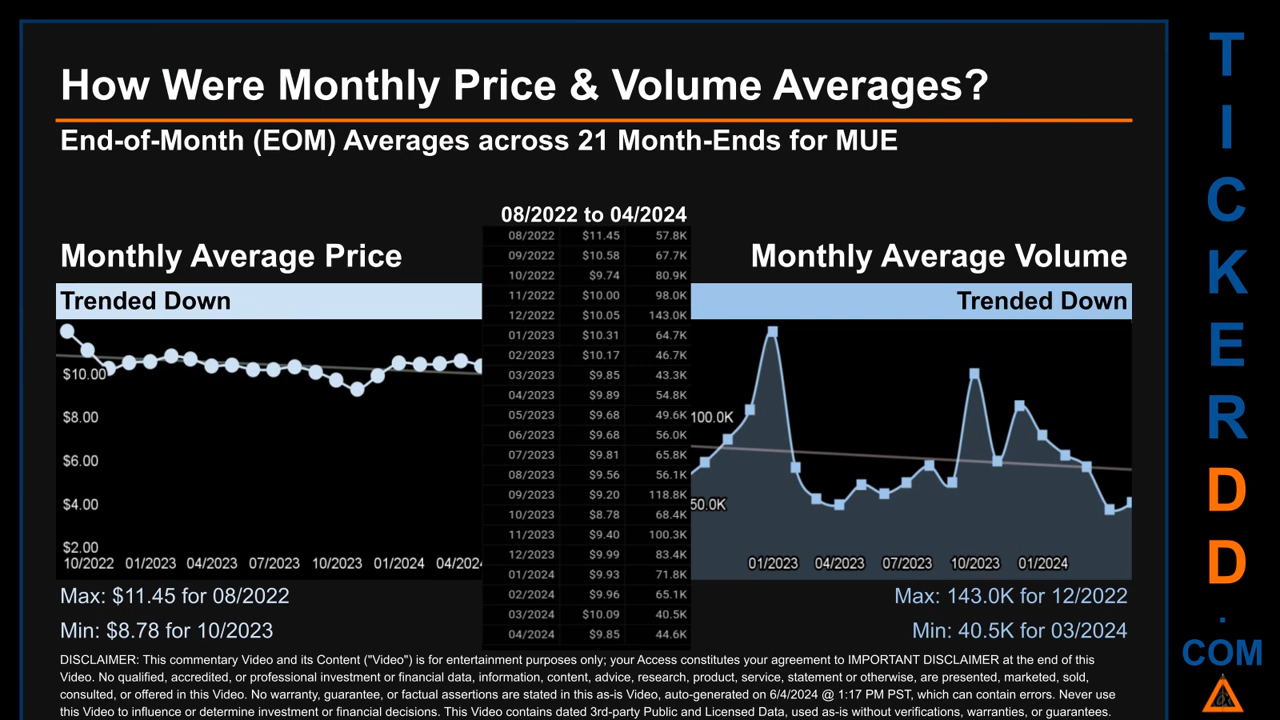 How Were Monthly Price & Volume Averages?
End-of-Month (EOM) Averages across 21 Month-Ends for MUE
08/2022 to 04/2024
08/2022 $11.45 57.8K
09/2022 $10.58 67.7K
10/2022 $9.74 80.9K
11/2022 $10.00 98.0K
12/2022 $10.05 143.0K
01/2023 $10.31 64.7K
02/2023 $10.17 46.7K
03/2023 $9.85 43.3K
04/2023 $9.89 54.8K
05/2023 $9.68 49.6K
06/2023 $9.68 56.0K
07/2023 $9.81 65.8K
08/2023 $9.56 56.1K
09/2023 $9.20 118.8K
10/2023 $8.78 68.4K
11/2023 $9.40 100.3K
12/2023 $9.99 83.4K
01/2024 $9.93 71.8K
02/2024 $9.96 65.1K
03/2024 $10.09 40.5K
04/2024 $9.85 44.6K
Monthly Average Price
Trended Down
$10.00
$8.00
$6.00
$4.00
$2.00
10/2022 01/2023 04/2023 07/2023 10/2023 01/2024 04/2024
Max: $11.45 for 08/2022
Min: $8.78 for 10/2023
Monthly Average Volume
Trended Down
100.0K
50.0K
01/2023 04/2023 07/2023 10/2023 01/2024
Max: 143.0K for 12/2022
Min: 40.5K for 03/2024
DISCLAIMER: This commentary Video and its Content ("Video") is for entertainment purposes only; your Access constitutes your agreement to IMPORTANT DISCLAIMER at the end of this
Video. No qualified, accredited, or professional investment or financial data, information, content, advice, research, product, service, statement or otherwise, are presented, marketed, sold,
consulted, or offered in this Video. No warranty, guarantee, or factual assertions are stated in this as-is Video, auto-generated on 6/4/2024 @ 1:17 PM PST, which can contain errors. Never use
this Video to influence or determine investment or financial decisions. This Video contains dated 3rd-party Public and Licensed Data, used as-is without verifications, warranties, or guarantees.
TICKERDD
.
COM